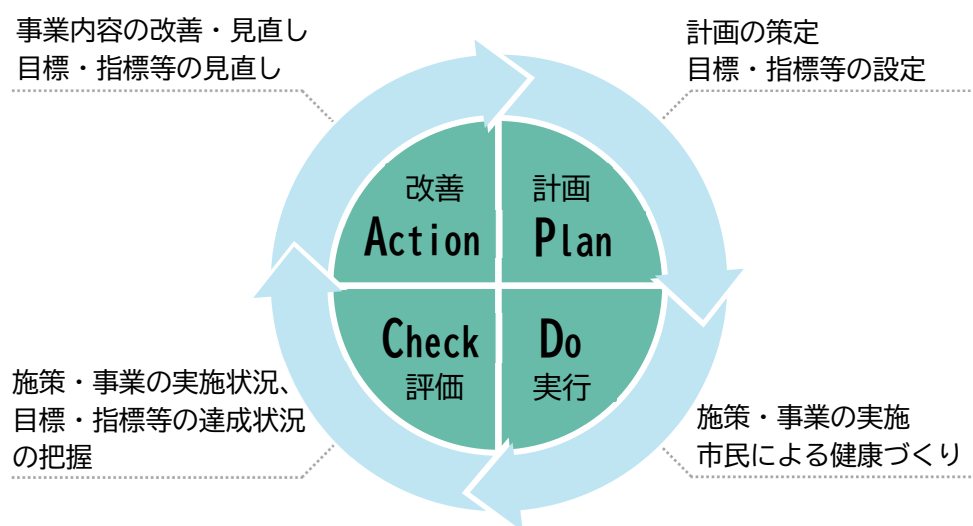 事業内容の改善・見直し
目標・指標等の見直し
計画の策定
目標・指標等の設定
改善
Action
計画
Plan
Check
評価
Do
実行
施策・事業の実施状況、
目標・指標等の達成状況
の把握
施策・事業の実施
市民による健康づくり